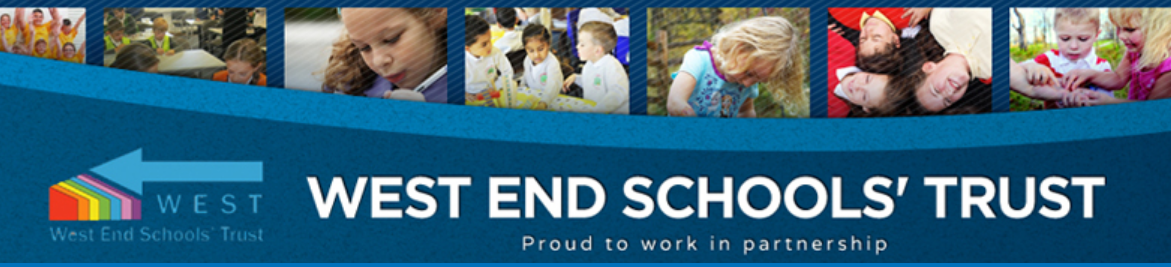 WEST
West End Schools' Trust
WEST END SCHOOLS' TRUST
Proud to work in partnership